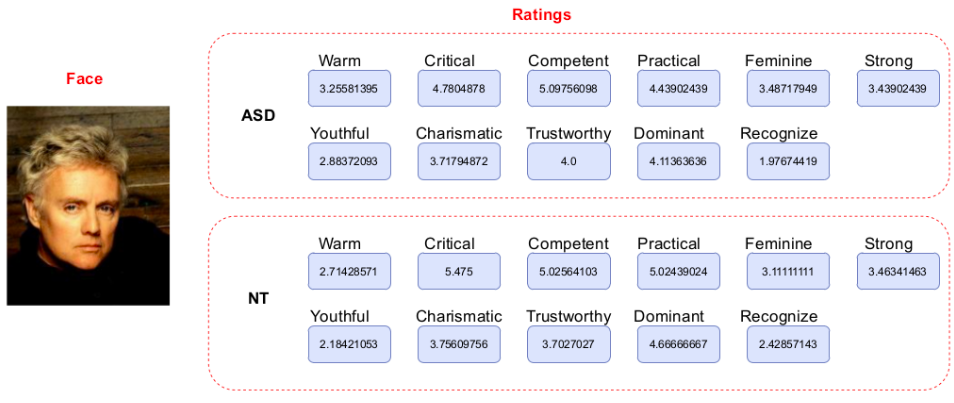 Ratings
Face
ASD
Warm Critical Competent Practical Feminine Strong
3.25581395 4.7804878 5.09756098 4.43902439 3.48717949 3.43902439
Youthful Charismatic Trustworthy Dominant Recognize
2.88372093 3.71794872 4.0 4.11363636 1.97674419
NT
Warm Critical Competent Practical Feminine Strong
2.71428571 5.475 5.02564103 5.02439024 3.11111111 3.46341463
Youthful Charismatic Trustworthy Dominant Recognize
2.18421053 3.75609756 3.7027027 4.66666667 2.42857143